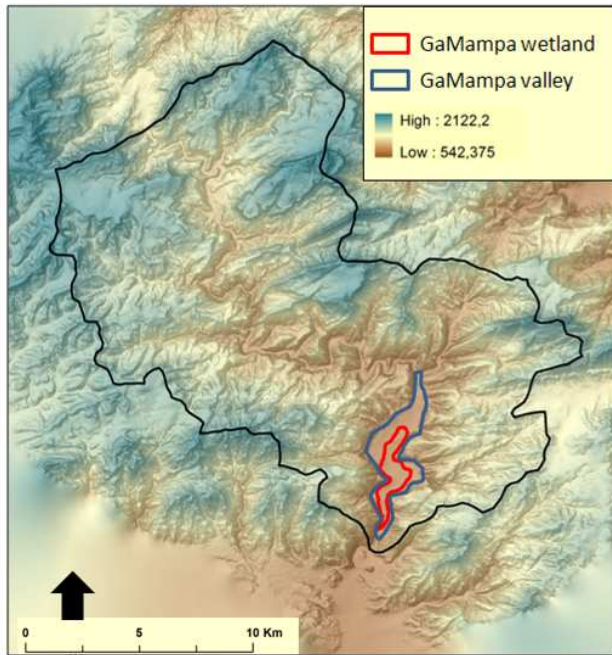 GaMampa wetland
GaMampa valley
High : 2122,2
Low : 542,375
0 5 10 Km